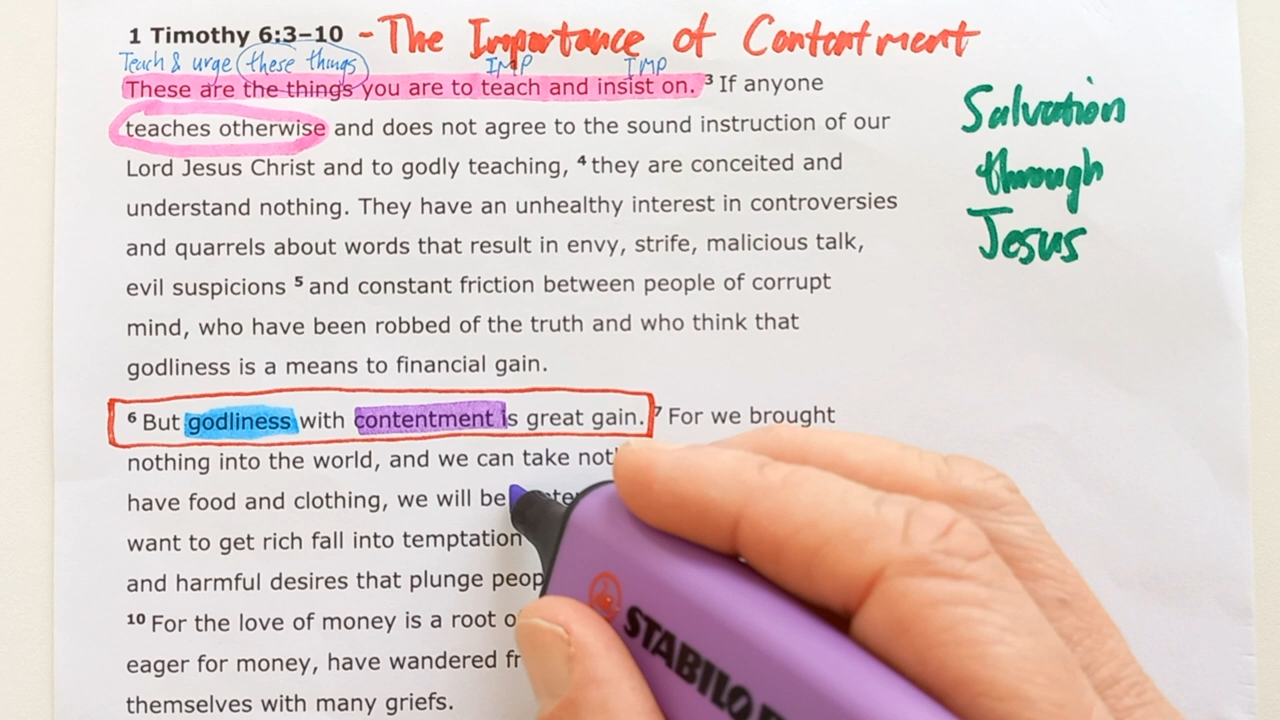 1 Timothy 6:3–10 - The Importance of Contentment
Teach & urge these things IMP IMP
These are the things you are to teach and insist on. 3 If anyone
teaches otherwise and does not agree to the sound instruction of our
Lord Jesus Christ and to godly teaching, 4 they are conceited and
understand nothing. They have an unhealthy interest in controversies
and quarrels about words that result in envy, strife, malicious talk,
evil suspicions 5 and constant friction between people of corrupt
mind, who have been robbed of the truth and who think that
godliness is a means to financial gain.
Salvation
through
Jesus
6 But godliness with contentment is great gain. 7 For we brought
nothing into the world, and we can take
have food and clothing, we will be
want to get rich fall into temptation
and harmful desires that plunge
10 For the love of money is a root
eager for money, have wandered
themselves with many griefs.
STABILO